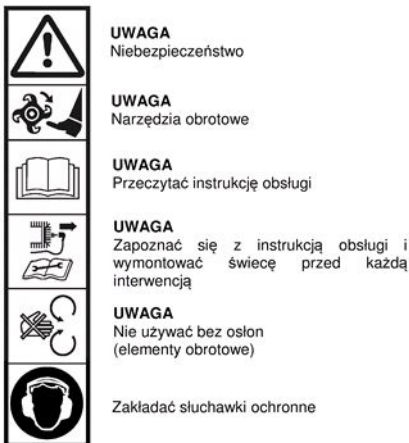 UWAGA
Niebezpieczeństwo
UWAGA
Narzędzia obrotowe
UWAGA
Przeczytać instrukcję obsługi
UWAGA
Zapoznać się z instrukcją obsługi i
wymontować świecę przed każdą
interwencją
UWAGA
Nie używać bez osłon
(elementy obrotowe)
Zakładać słuchawki ochronne